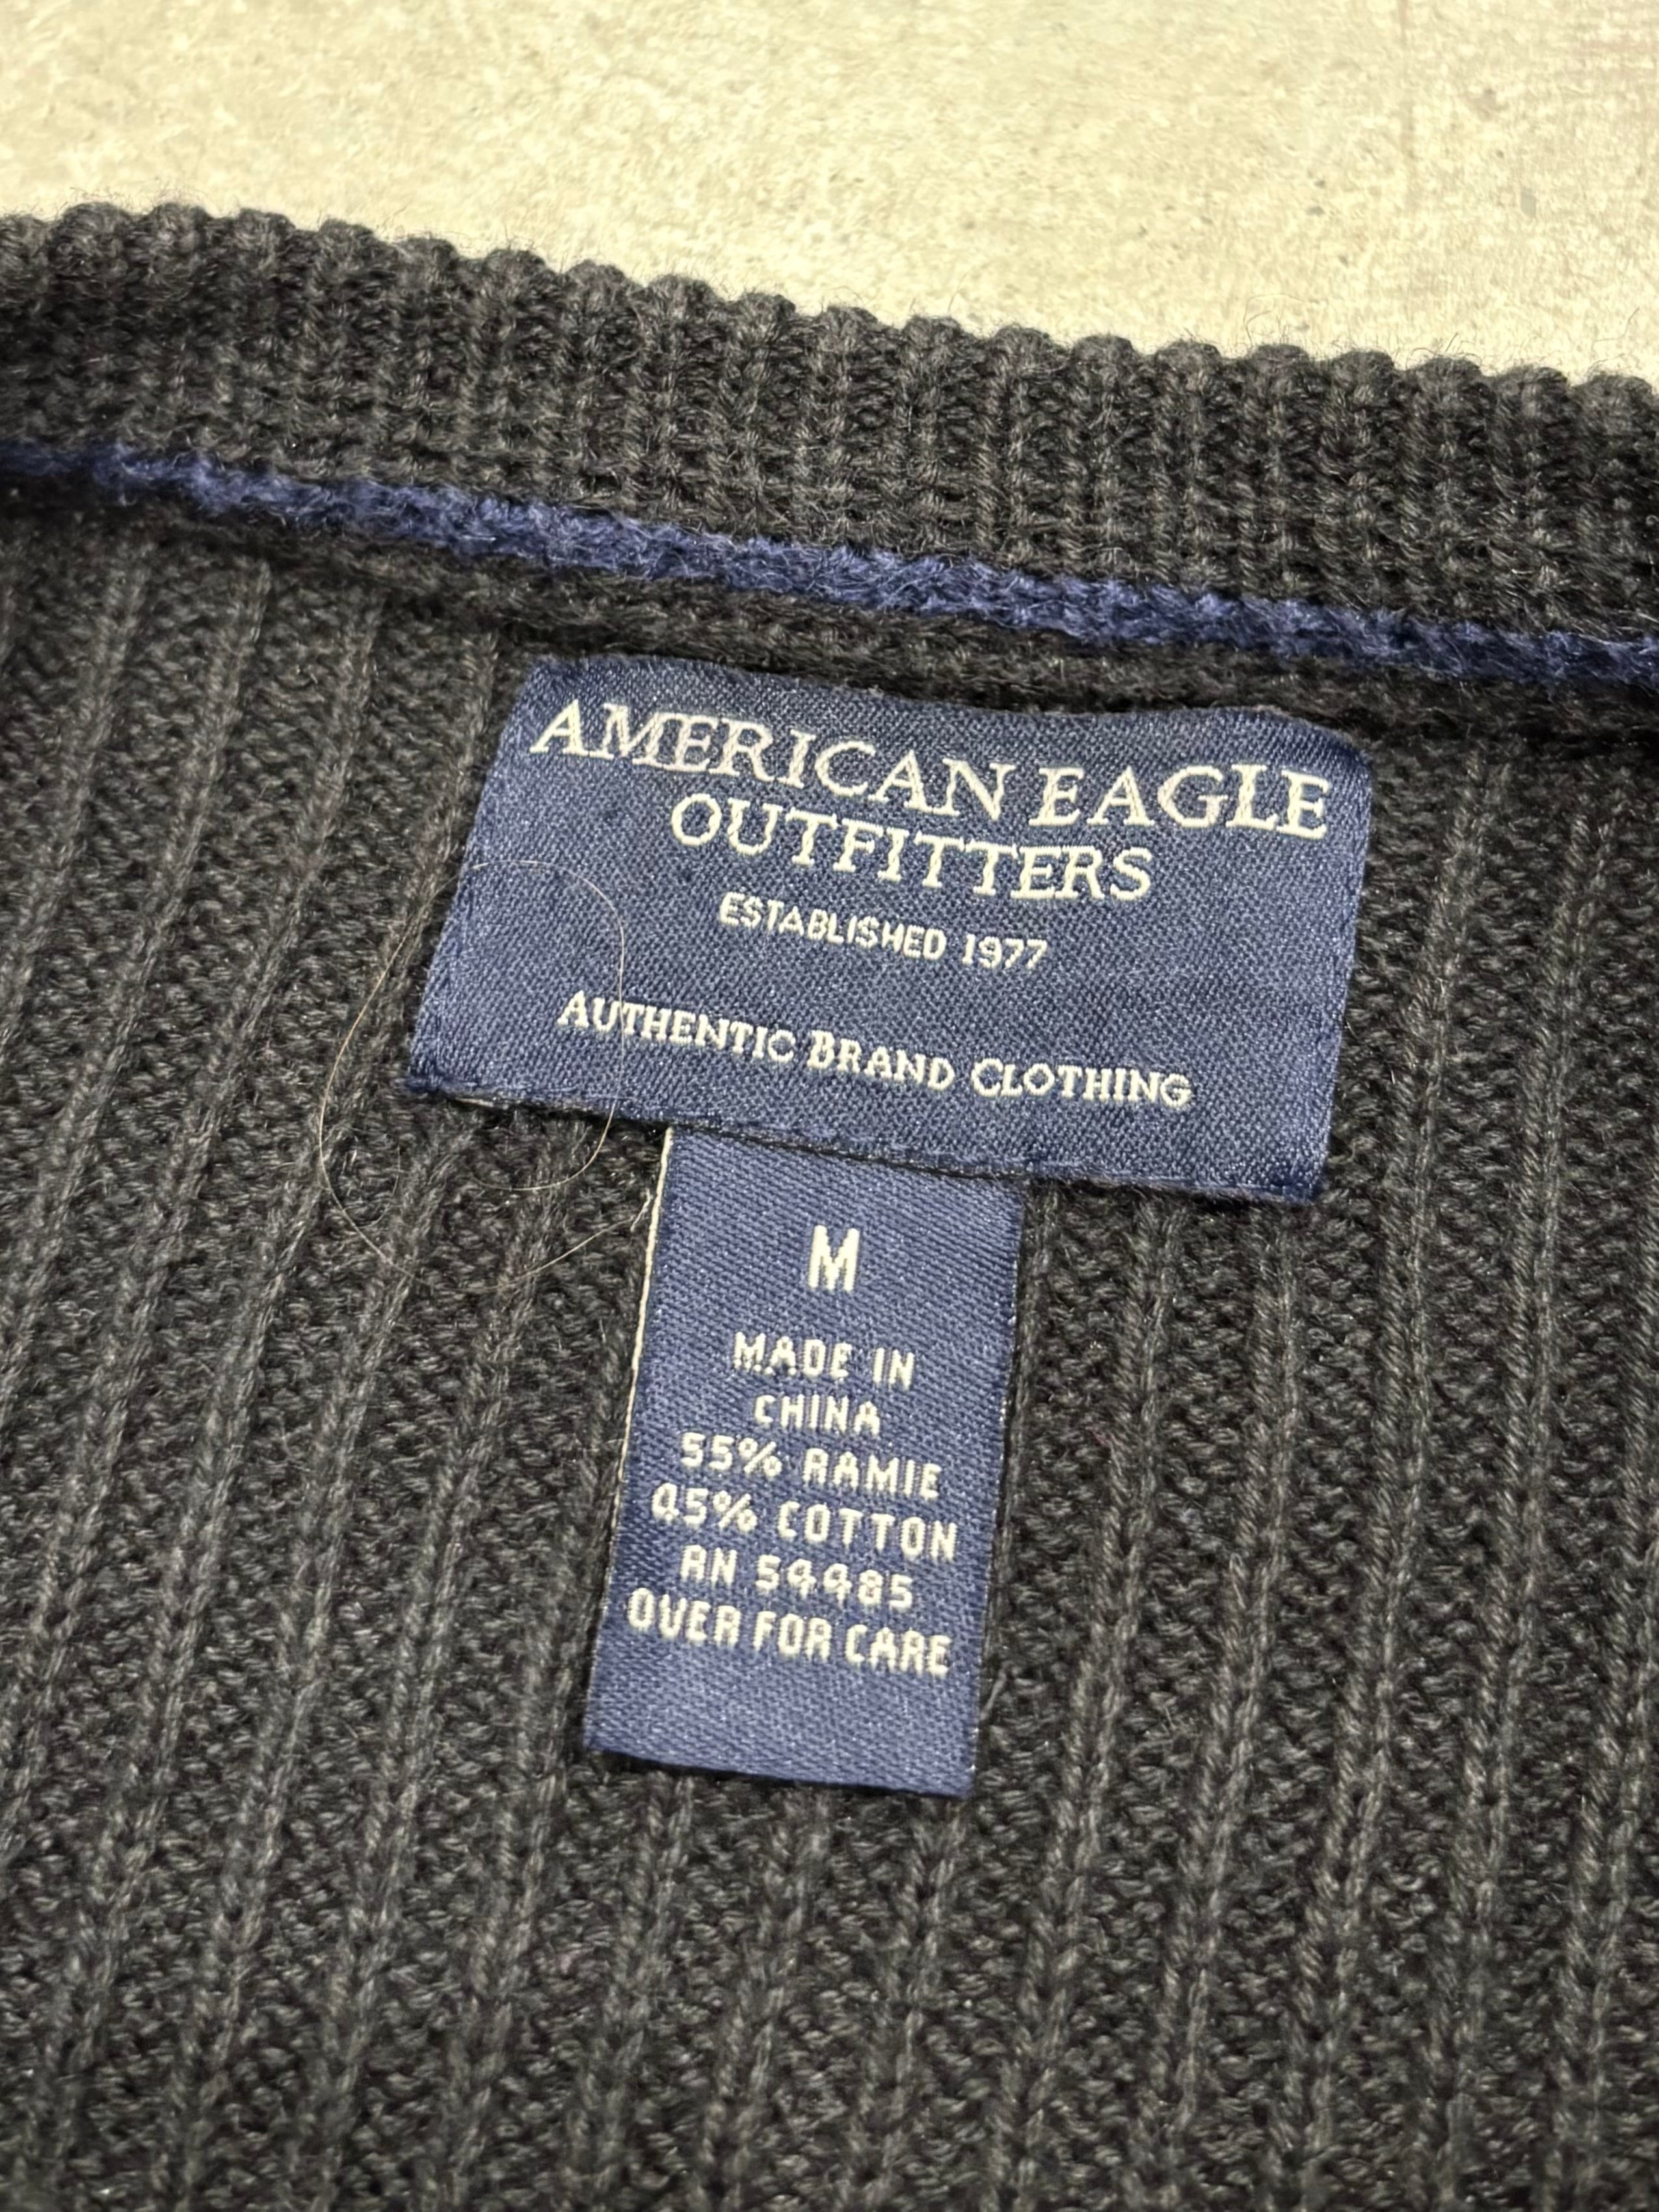 AMERICAN EAGLE
OUTFITTERS
ESTABLISHED 1977
AUTHENTIC BRAND CLOTHING
M
MADE IN
CHINA
55% RAMIE
45% COTTON
RN 54485
OVER FOR CARE